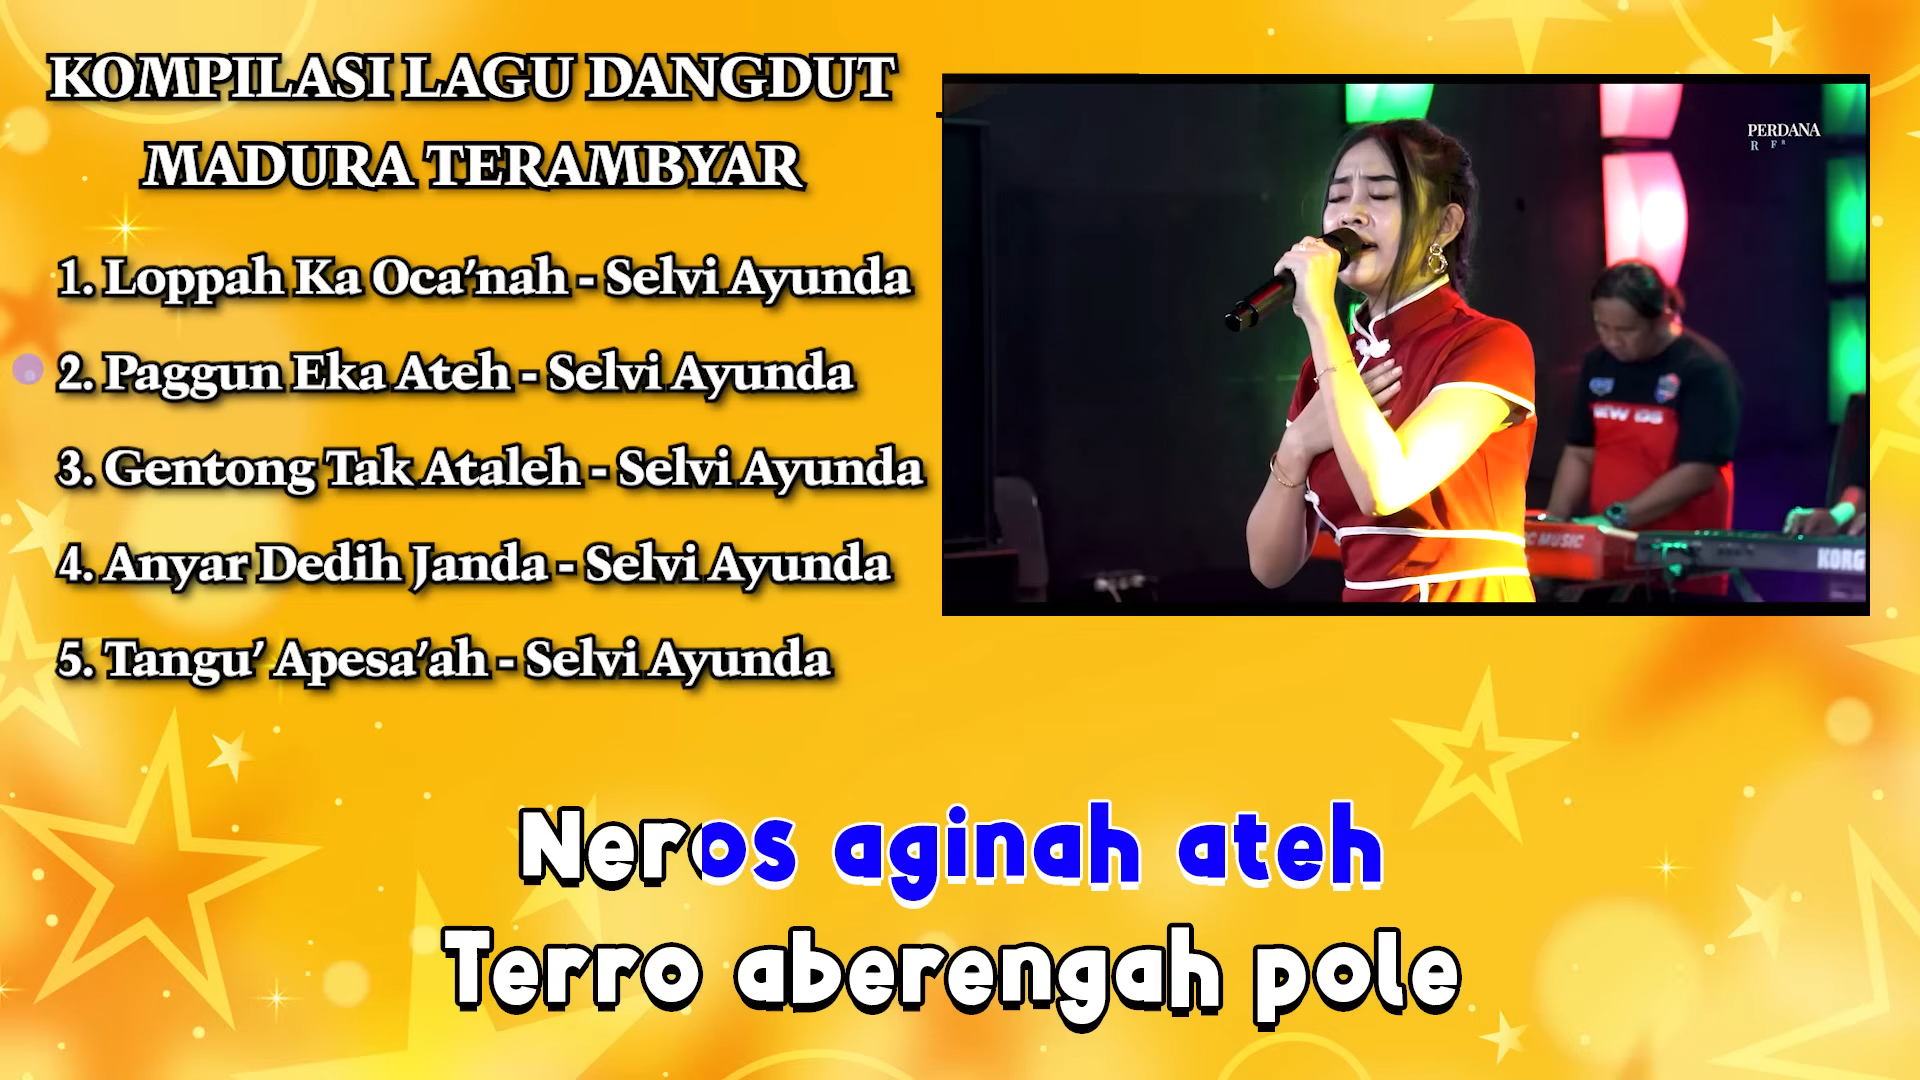 KOMPILASI LAGU DANGDUT
MADURA TERAMBYAR
1. Loppah Ka Oca'nah - Selvi Ayunda
2. Paggun Eka Ateh - Selvi Ayunda
3. Gentong Tak Ataleh - Selvi Ayunda
4. Anyar Dedih Janda - Selvi Ayunda
5. Tangu' Apesa'ah - Selvi Ayunda
PERDANA
MUSIC
KORG
Neros aginah ateh
Terro aberengah pole